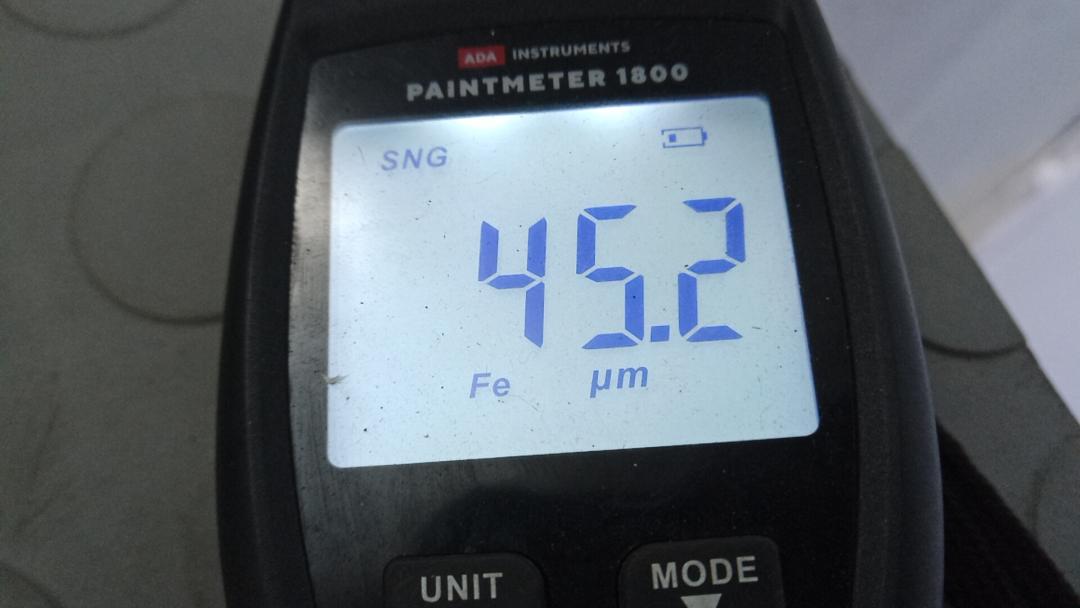 ADA INSTRUMENTS
PAINTMETER 1800
SNG
45.2
Fe µm
UNIT MODE